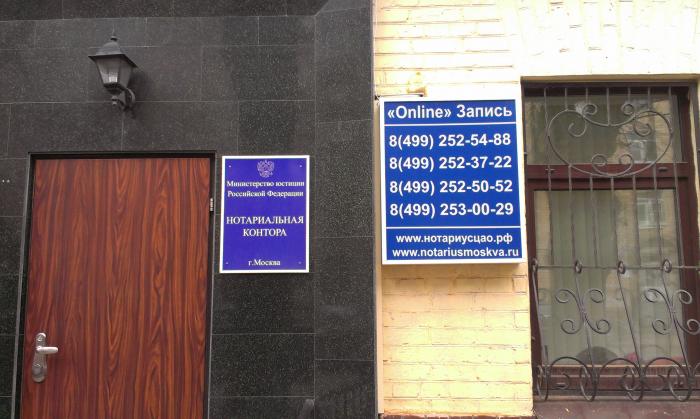 Министерство юстиции
Российской Федерации
НОТАРИАЛЬНАЯ
КОНТОРА
г.Москва
«Online» Запись
8(499) 252-54-88
8(499) 252-37-22
8(499) 252-50-52
8(499) 253-00-29
www.нотариусцао.рф
www.notariusmoskva.ru